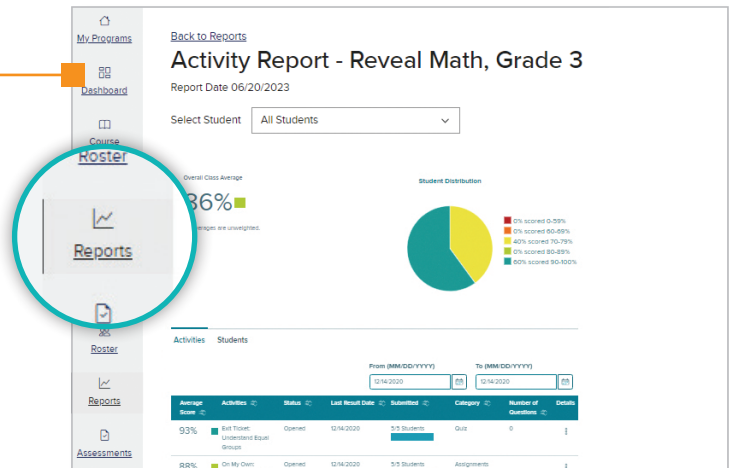 My Programs
Dashboard
Course
Roster
Reports
Roster
Reports
Assessments
Back to Reports
Activity Report - Reveal Math, Grade 3
Report Date 06/20/2023
Select Student All Students
Overall Class Average
86%
are unweighted.
Student Distribution
0% scored 0-59%
0% scored 60-69%
40% scored 70-79%
0% scored 80-89%
60% scored 90-100%
Activities Students
From (MM/DD/YYYY) To (MM/DD/YYYY)
12/14/2020 12/14/2020
Average Score Activities Status Last Result Date Submitted Category Number of Questions Details
93% Exit Ticket: Opened 12/14/2020 5/5 Students Quiz 0
Understand Equal
Groups
88% On My Own: Opened 12/14/2020 5/5 Students Assignments